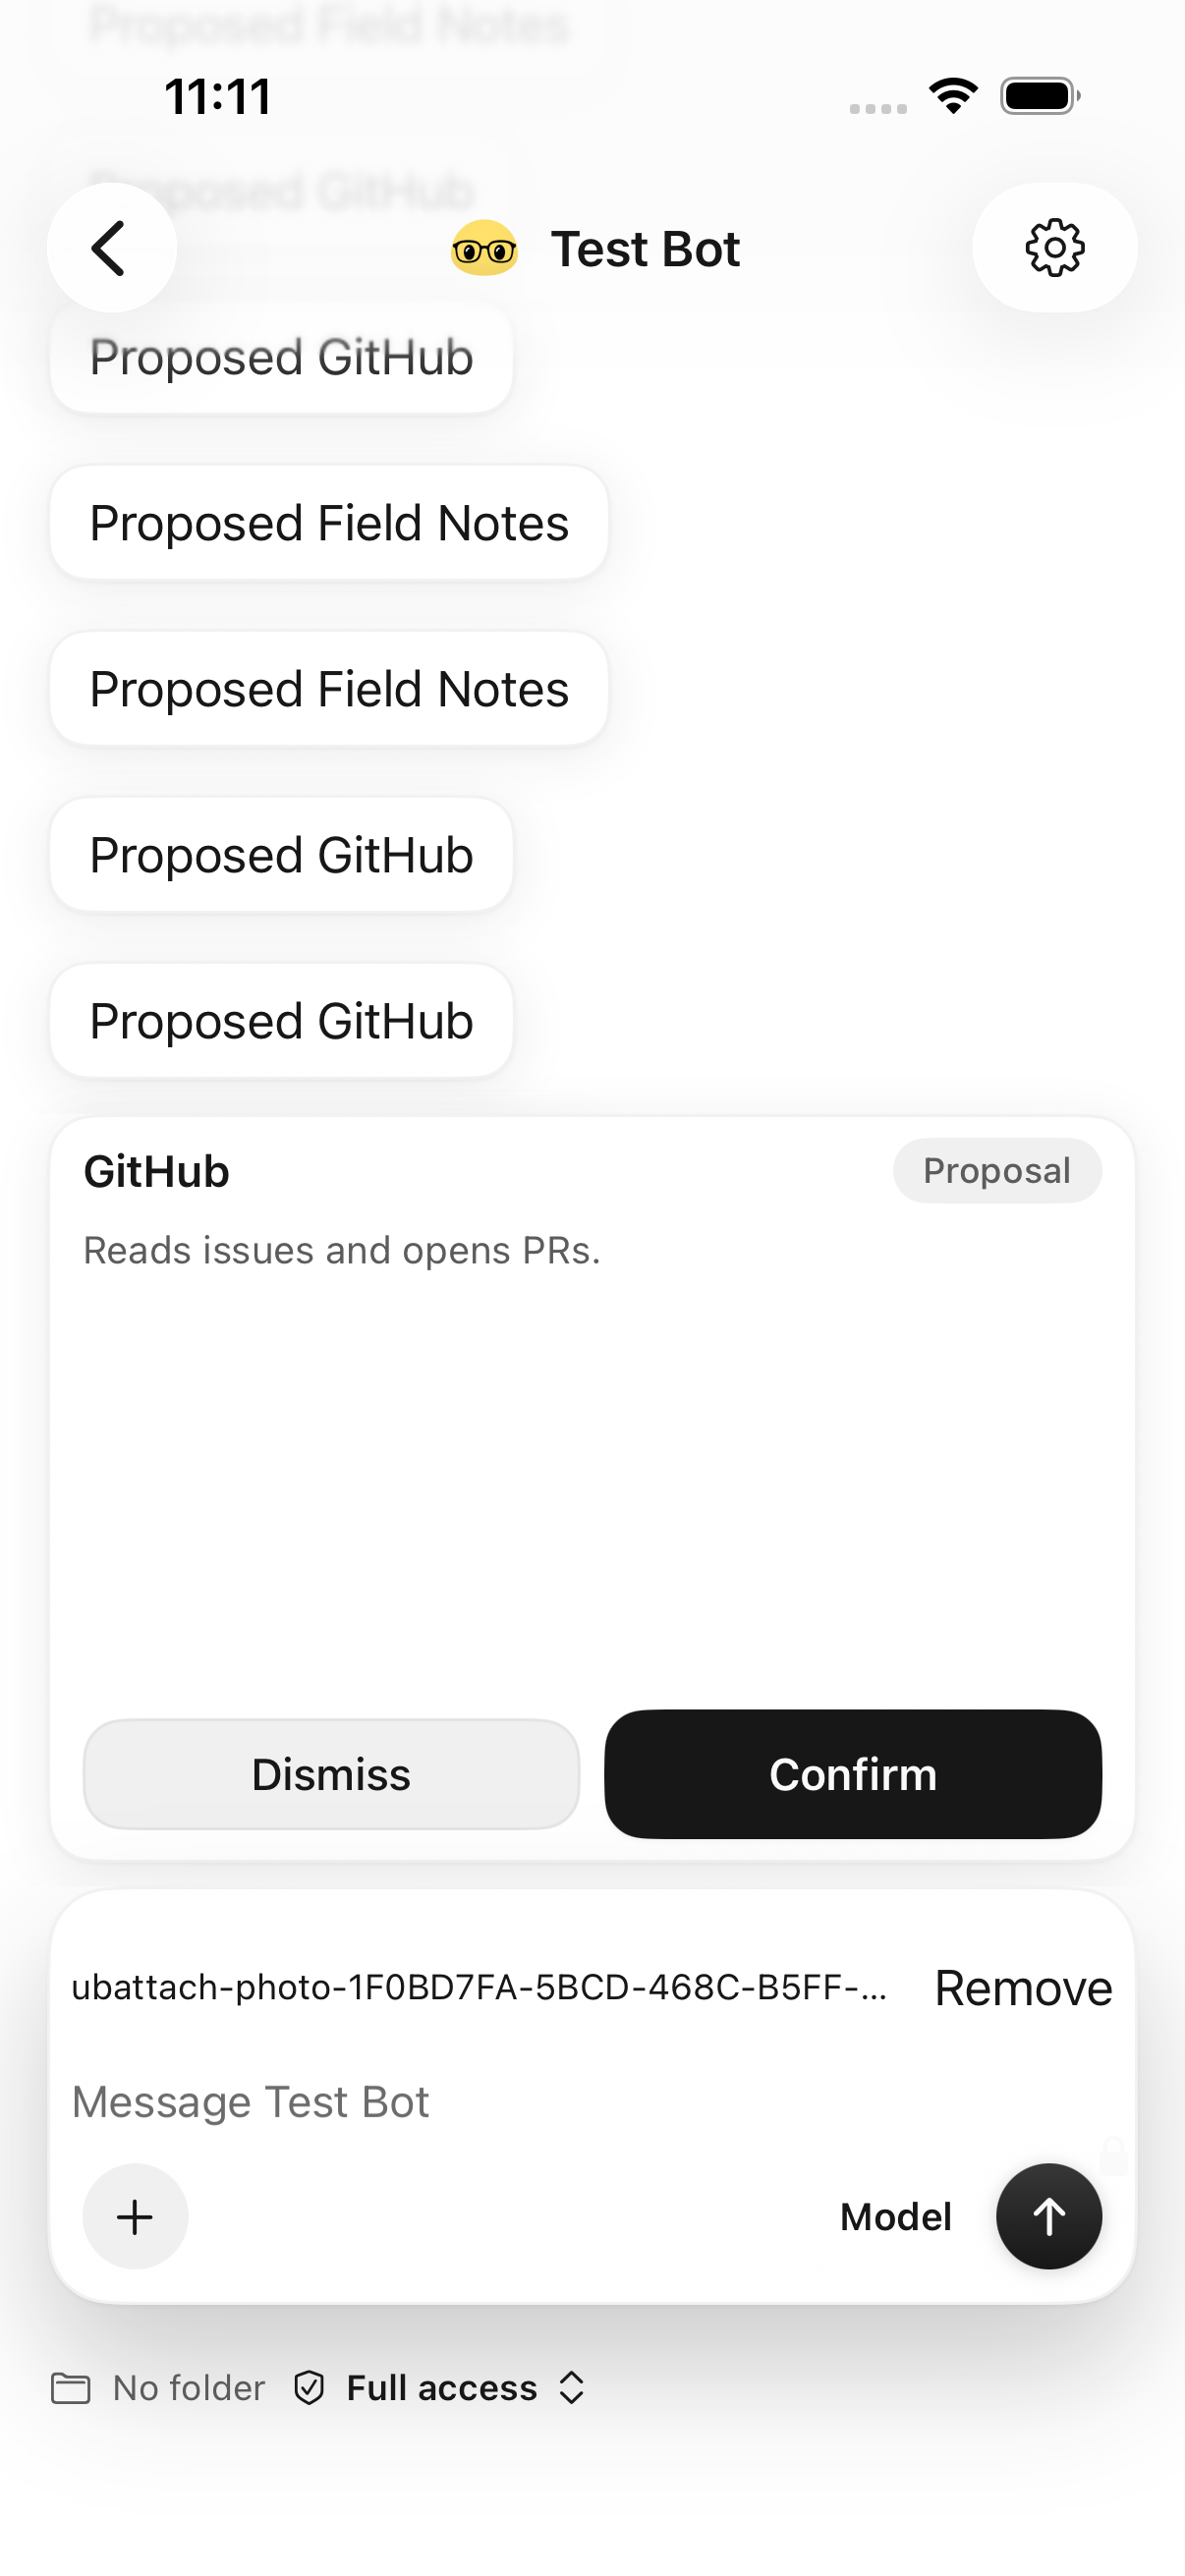 Proposed Field Notes
11:11
Proposed GitHub
Test Bot
Proposed GitHub
Proposed Field Notes
Proposed Field Notes
Proposed GitHub
Proposed GitHub
GitHub
Proposal
Reads issues and opens PRs.
Dismiss
Confirm
ubattach-photo-1F0BD7FA-5BCD-468C-B5FF-...
Remove
Message Test Bot
Model
No folder
Full access